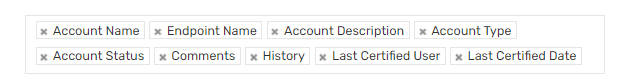 × Account Name × Endpoint Name × Account Description × Account Type
× Account Status × Comments × History × Last Certified User × Last Certified Date